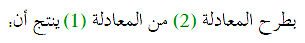 بطرح المعادلة (2) من المعادلة (1) ينتج أن: